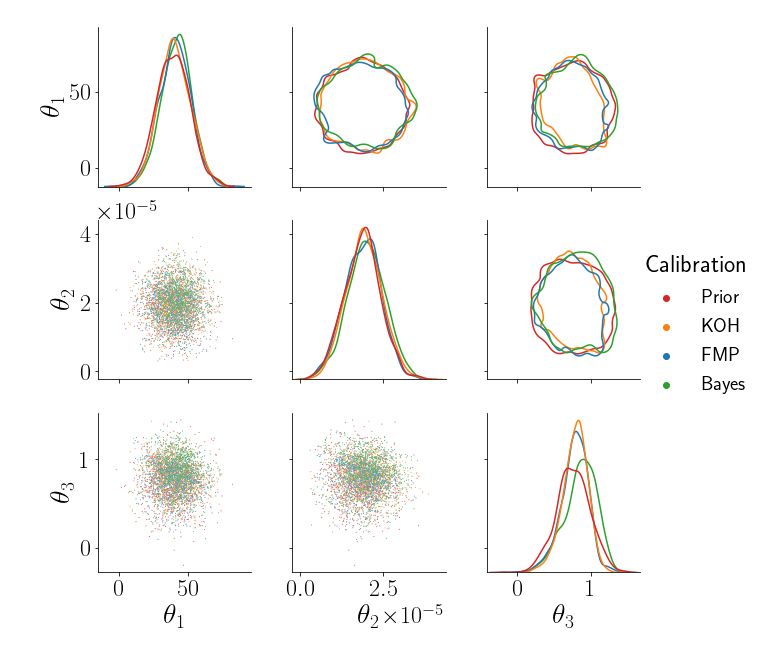 θ₁
50
0
×10⁻⁵
θ₂
4
2
0
Calibration
Prior
KOH
FMP
Bayes
θ₃
1
0
0 50
0.0 2.5
0 1
θ₁
θ₂ ×10⁻⁵
θ₃